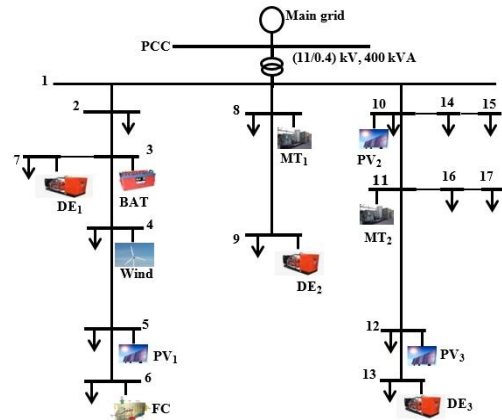 Main grid
PCC
(11/0.4) kV, 400 kVA
1
2
8
10
14
15
7
3
MT₁
PV₂
DE₁
BAT
11
16
17
4
MT₂
9
Wind
DE₂
5
12
PV₁
PV₃
6
13
FC
DE₃